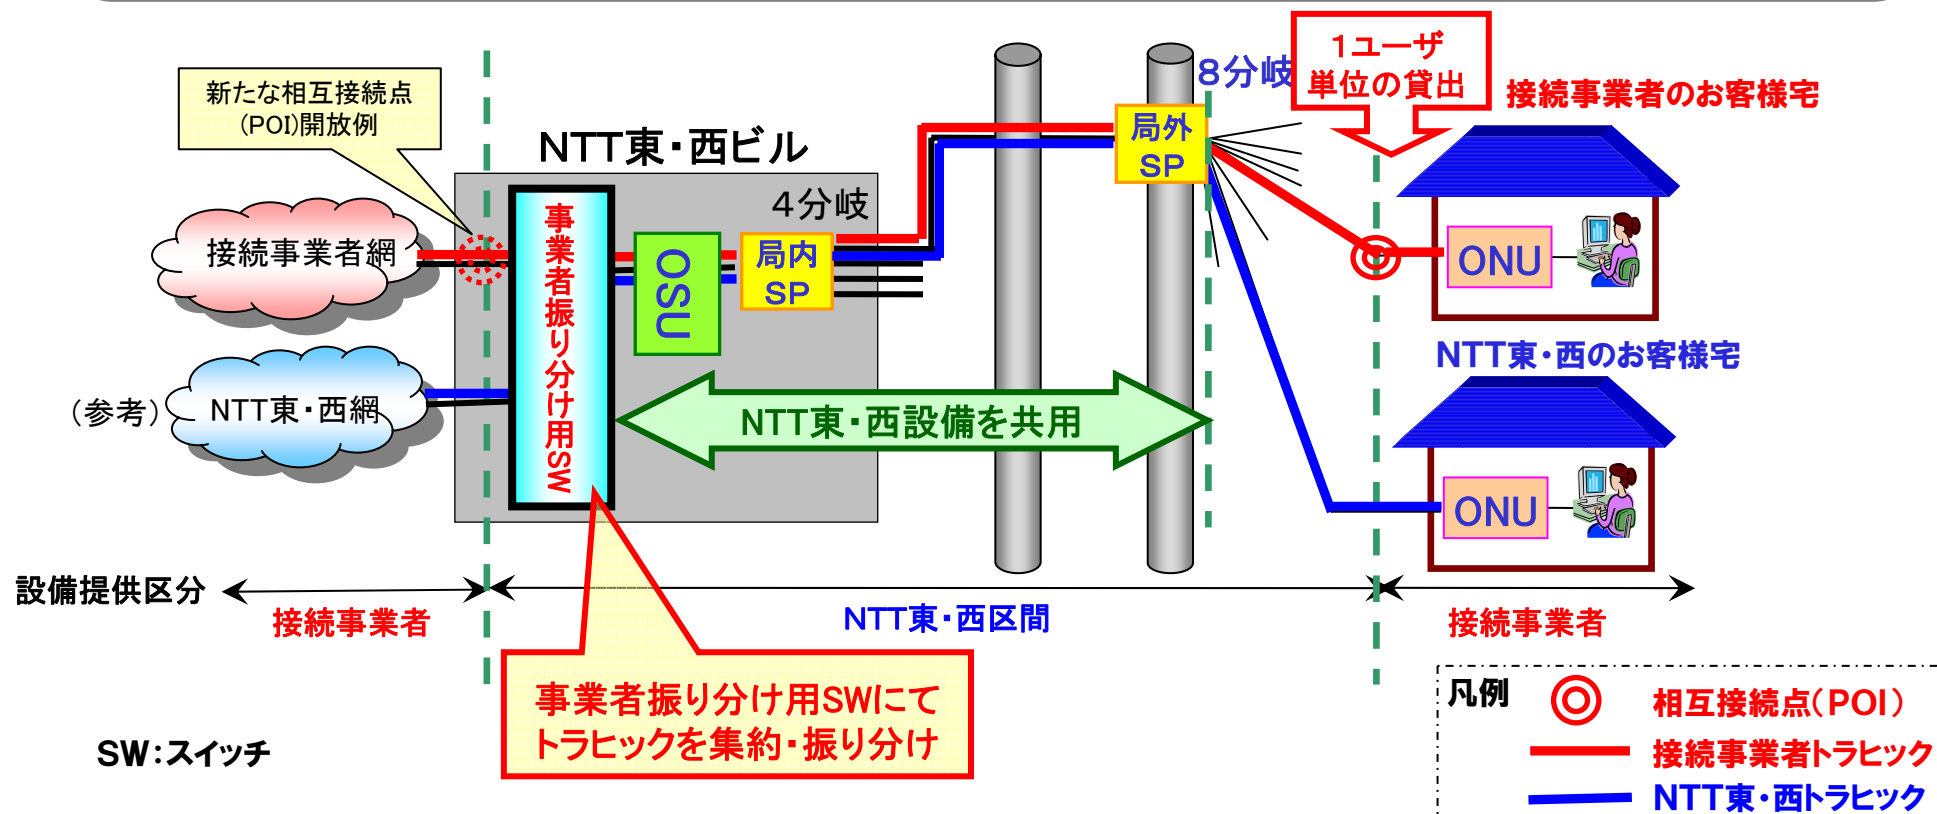 1ユーザ
単位の貸出
8分岐
接続事業者のお客様宅
新たな相互接続点
(POI)開放例
NTT東・西ビル
局外
SP
4分岐
接続事業者網
事業者振り分け用SW
OSU
局内
SP
ONU
NTT東・西のお客様宅
(参考)
NTT東・西網
NTT東・西設備を共用
ONU
設備提供区分
接続事業者
NTT東・西区間
接続事業者
事業者振り分け用SWにて
トラヒックを集約・振り分け
SW:スイッチ
凡例
相互接続点(POI)
接続事業者トラヒック
NTT東・西トラヒック